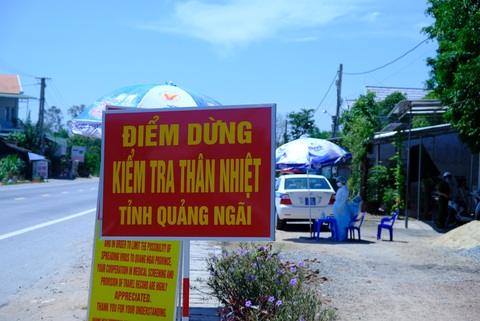 ĐIỂM DỪNG
KIỂM TRA THÂN NHIỆT
TỈNH QUẢNG NGÃI
AND IN ORDER TO LIMIT THE POSSIBILITY OF
SPREADING VIRUS TO QUANG NGAI PROVINCE,
YOUR COOPERATION IN MEDICAL SCREENING AND
PROVISION OF TRAVEL RECORD ARE HIGHLY
APPRECIATED.
THANK YOU FOR YOUR UNDERSTANDING.